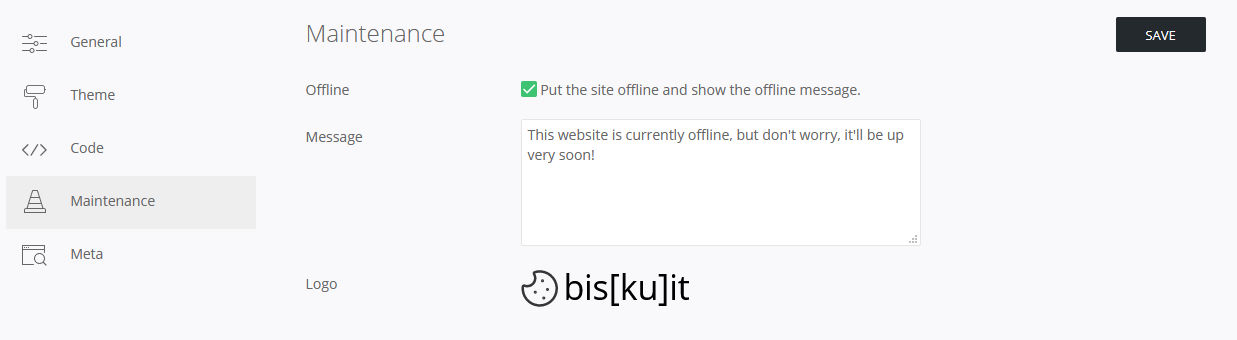 General
Theme
Code
Maintenance
Meta
Maintenance
SAVE
Offline
Put the site offline and show the offline message.
Message
This website is currently offline, but don't worry, it'll be up
very soon!
Logo
bis[ku]it